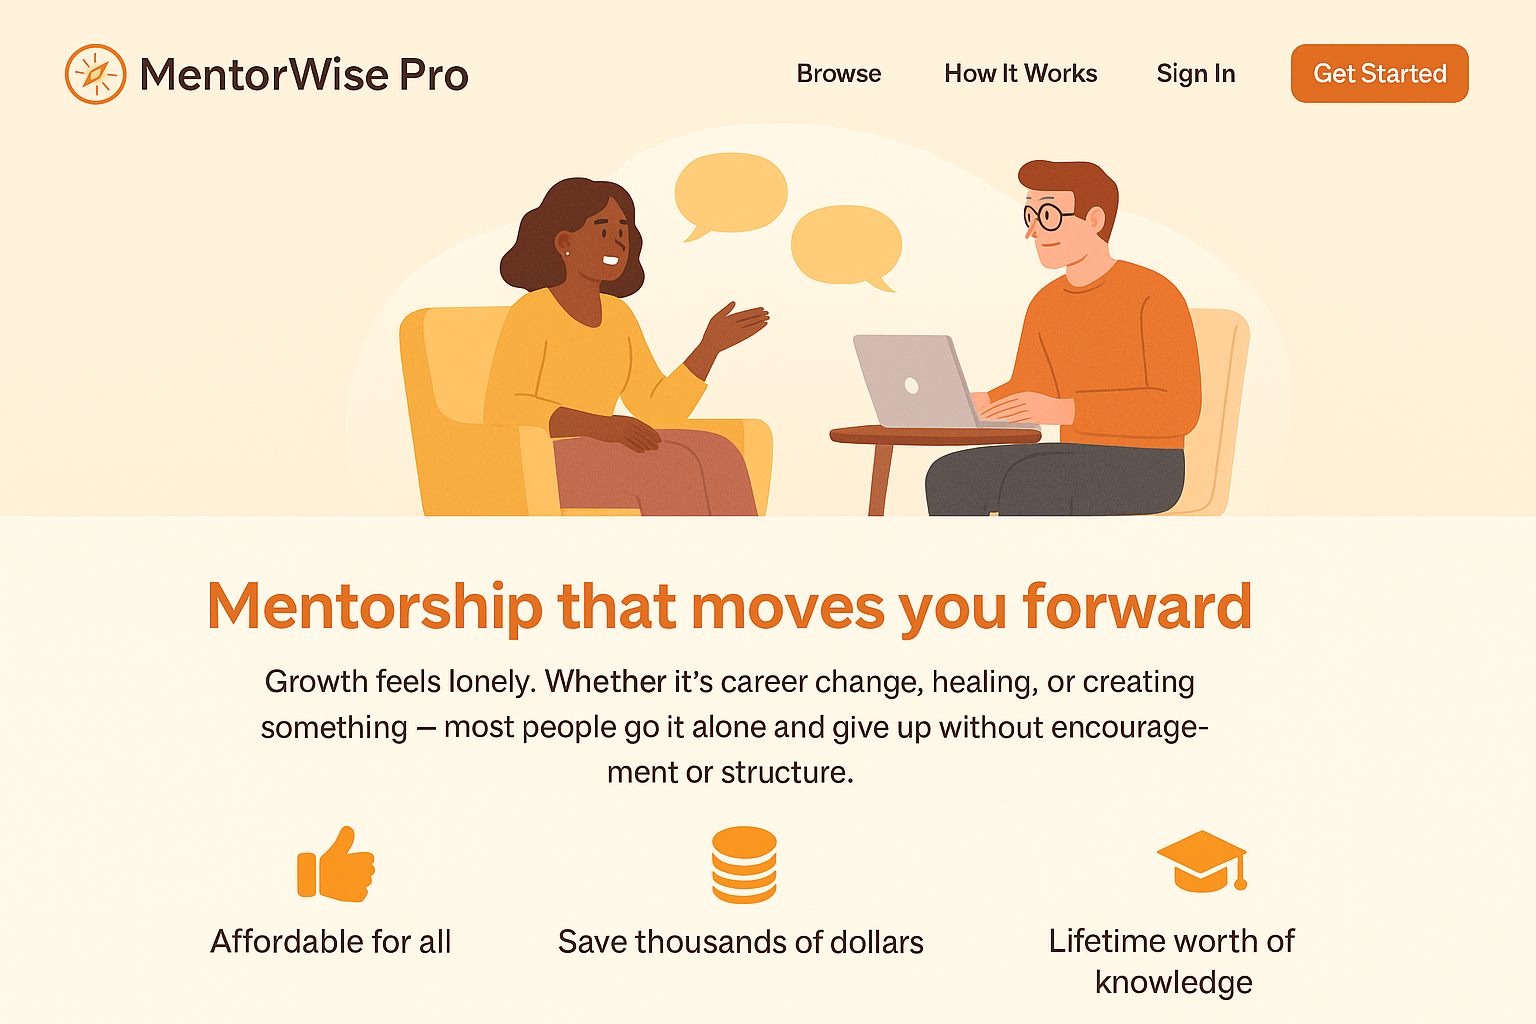 MentorWise Pro
Browse
How It Works
Sign In
Get Started
Mentorship that moves you forward
Growth feels lonely. Whether it's career change, healing, or creating
something — most people go it alone and give up without encourage-
ment or structure.
Affordable for all
Save thousands of dollars
Lifetime worth of
knowledge